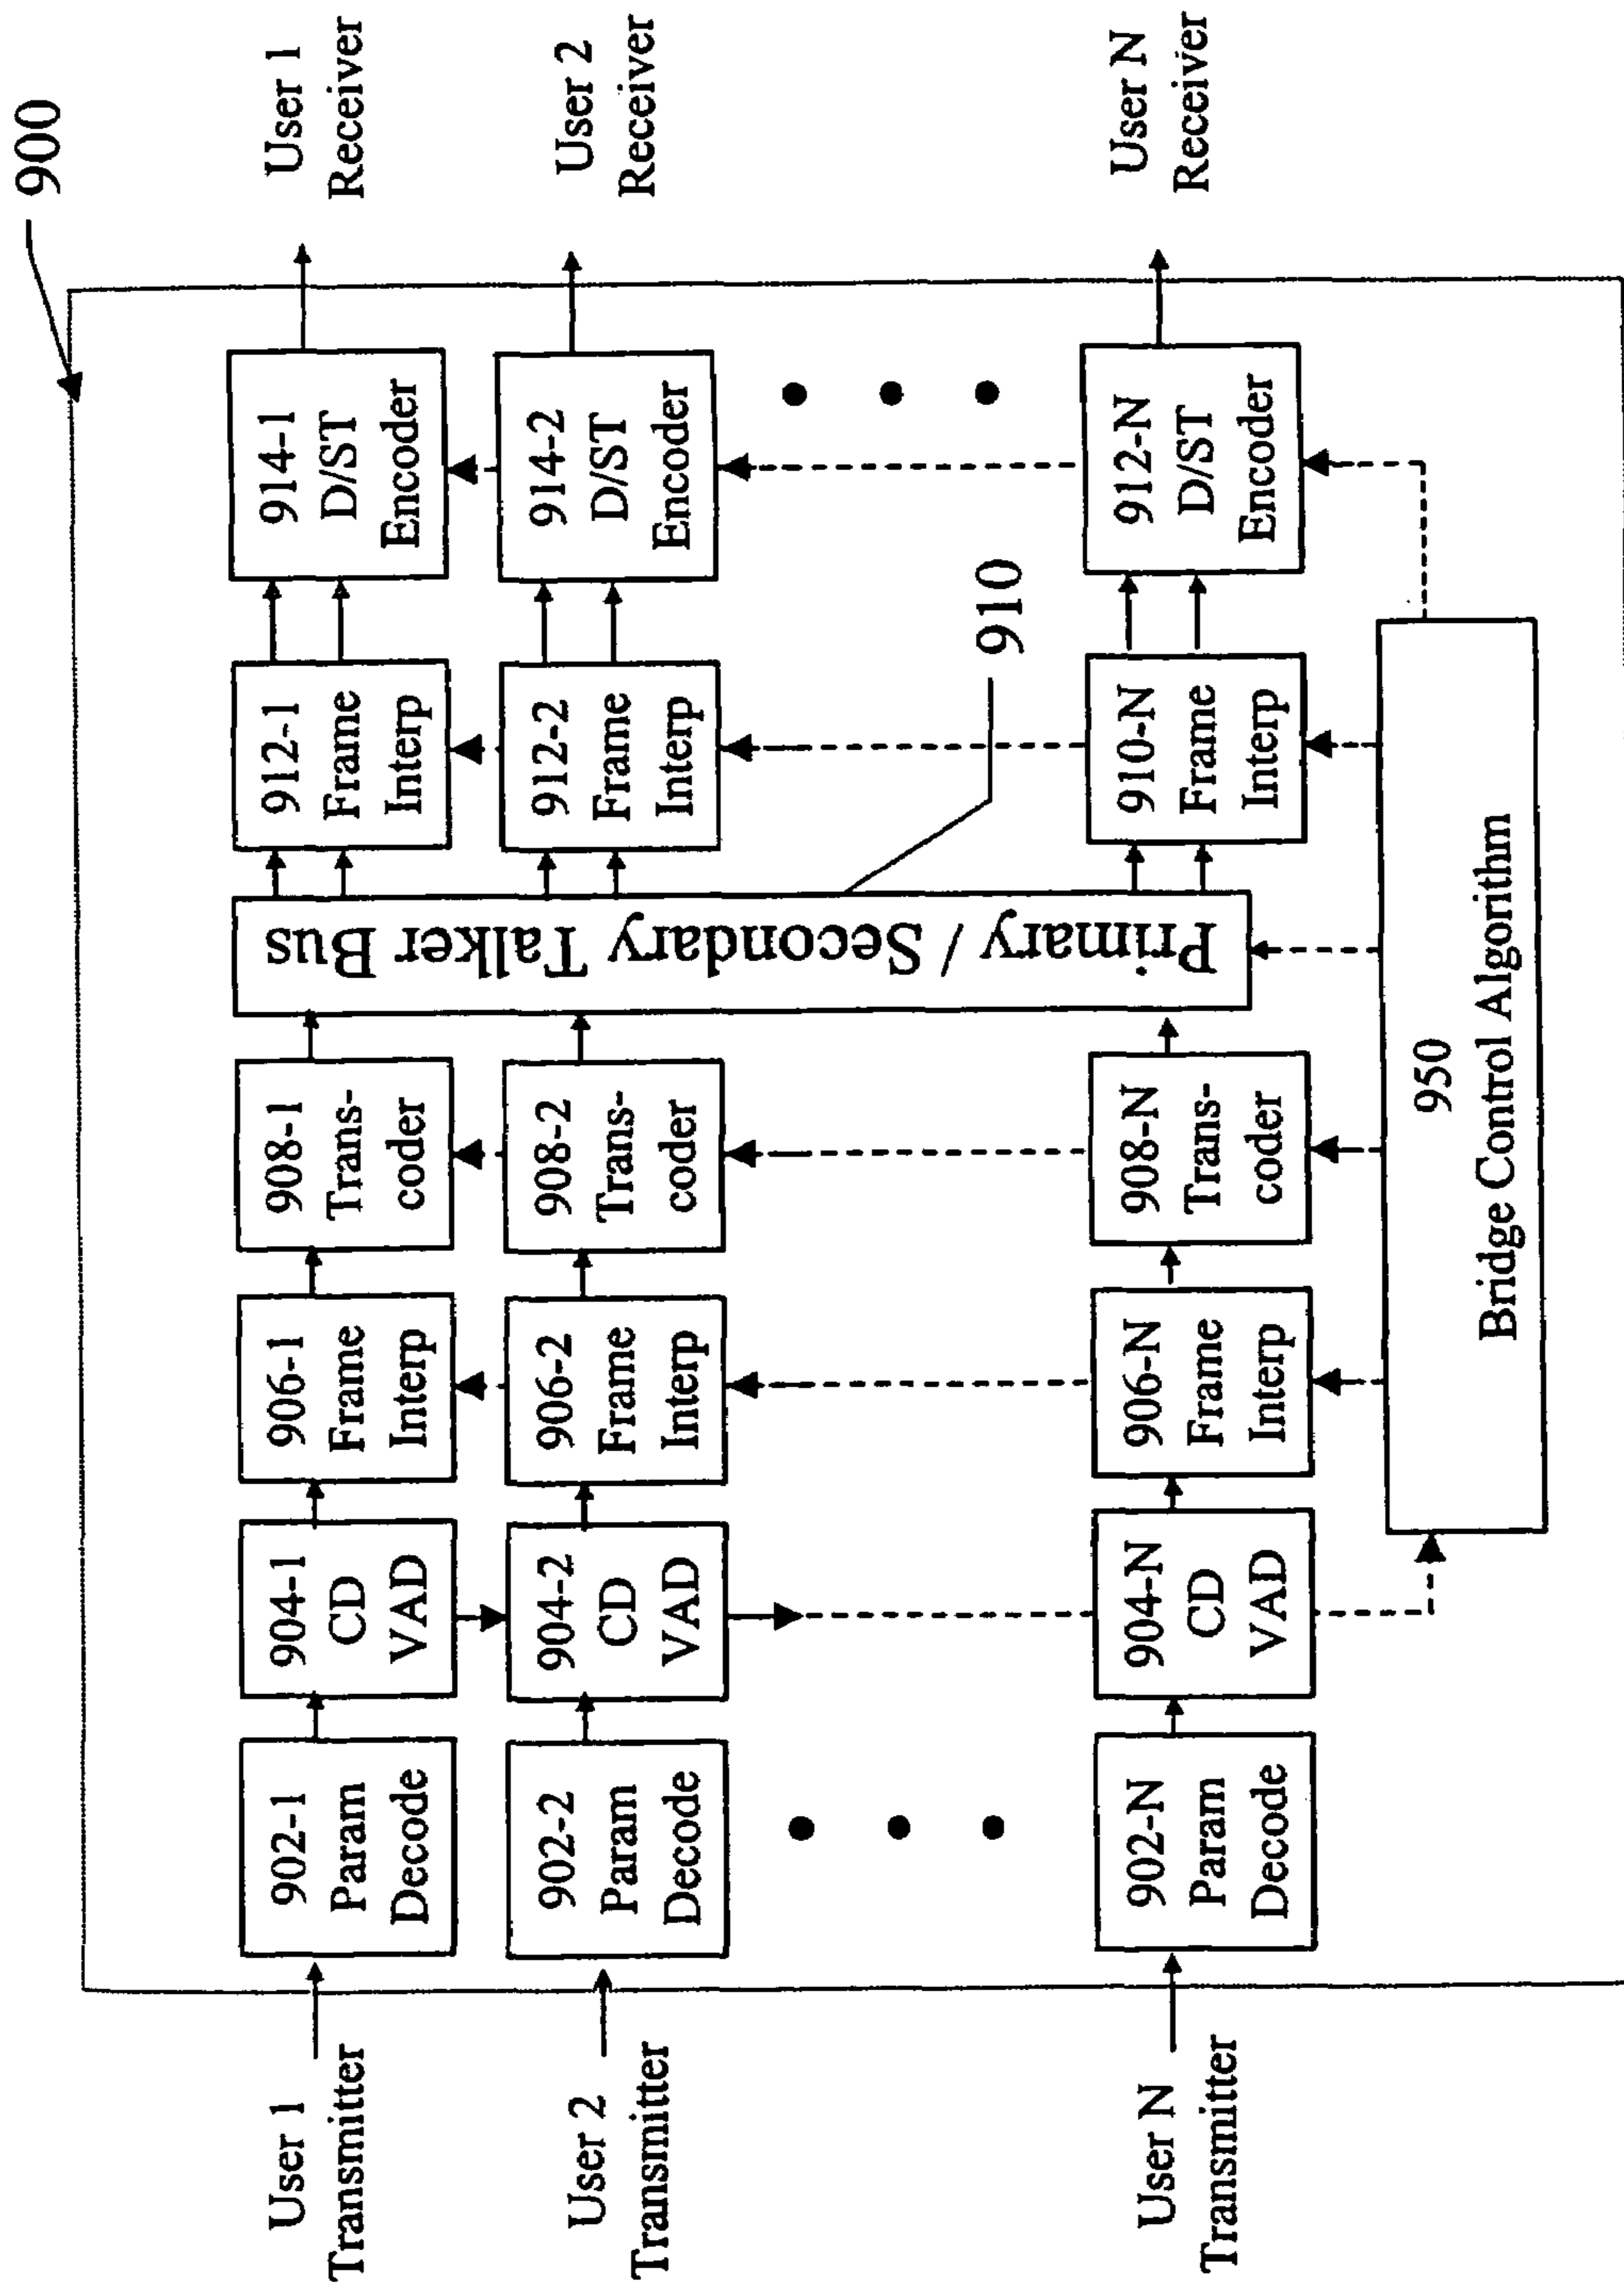 900
User 1
Transmitter
902-1
Param
Decode
904-1
CD
VAD
906-1
Frame
Interp
908-1
Trans-
coder
Primary / Secondary Talker Bus
912-1
Frame
Interp
914-1
D/ST
Encoder
User 1
Receiver
User 2
Transmitter
902-2
Param
Decode
904-2
CD
VAD
906-2
Frame
Interp
908-2
Trans-
coder
912-2
Frame
Interp
914-2
D/ST
Encoder
User 2
Receiver
910
User N
Transmitter
902-N
Param
Decode
904-N
CD
VAD
906-N
Frame
Interp
908-N
Trans-
coder
910-N
Frame
Interp
912-N
D/ST
Encoder
User N
Receiver
950
Bridge Control Algorithm